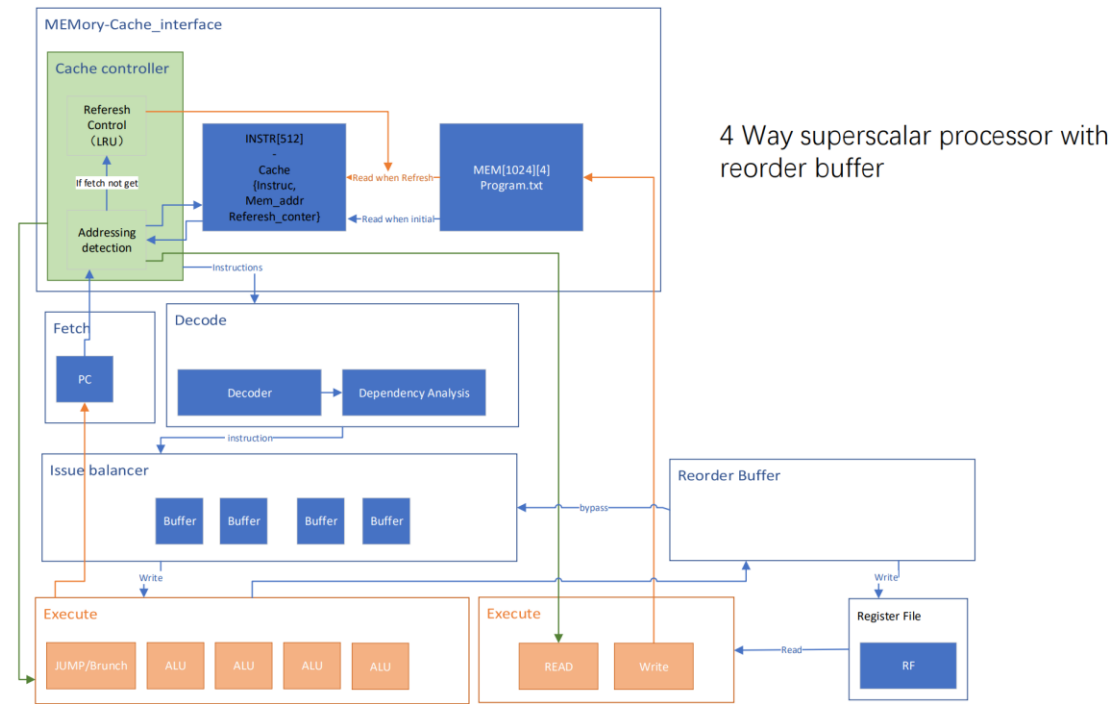 MEMory-Cache_interface
Cache controller
Referesh
Control
（LRU）
If fetch not get
Addressing
detection
INSTR[512]
-
Cache
{Instruc,
Mem_addr
Referesh_conter}
Read when Refresh
Read when initial
MEM[1024][4]
Program.txt
4 Way superscalar processor with
reorder buffer
Instructions
Fetch
PC
Decode
Decoder
Dependency Analysis
instruction
Issue balancer
Buffer
Buffer
Buffer
Buffer
bypass
Reorder Buffer
Write
Write
Execute
JUMP/Brunch
ALU
ALU
ALU
ALU
Execute
READ
Write
Read
Register File
RF